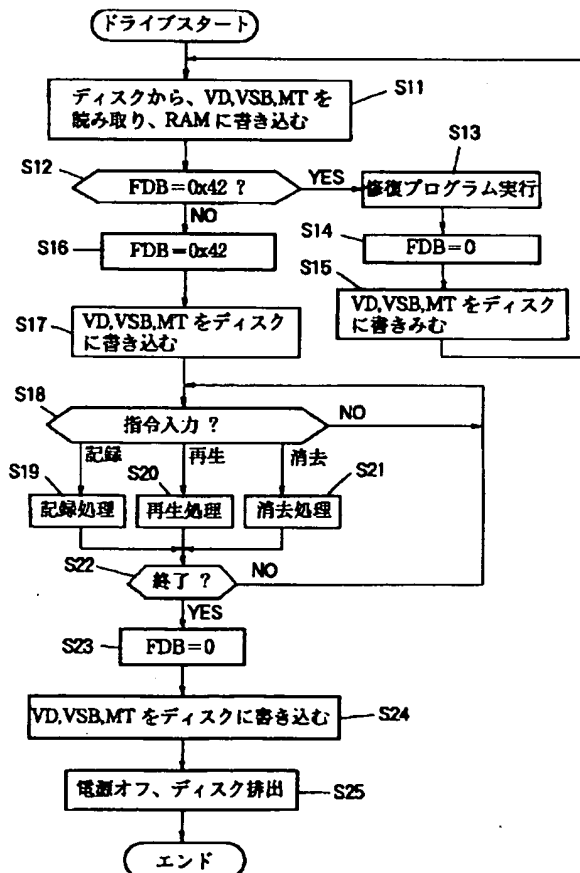 ドライブスタート
ディスクから、VD,VSB,MT を
読み取り、RAM に書き込む
S11
S12
FDB=0x42 ?
YES
NO
S13
修復プログラム実行
S14
FDB=0
S15
VD,VSB,MT をディスク
に書きみむ
S16
FDB=0x42
S17
VD,VSB,MT をディスク
に書き込む
S18
指令入力 ?
NO
記録
再生
消去
S19
記録処理
S20
再生処理
S21
消去処理
S22
終了 ?
NO
YES
S23
FDB=0
VD,VSB,MT をディスクに書き込む
S24
電源オフ、ディスク排出
S25
エンド